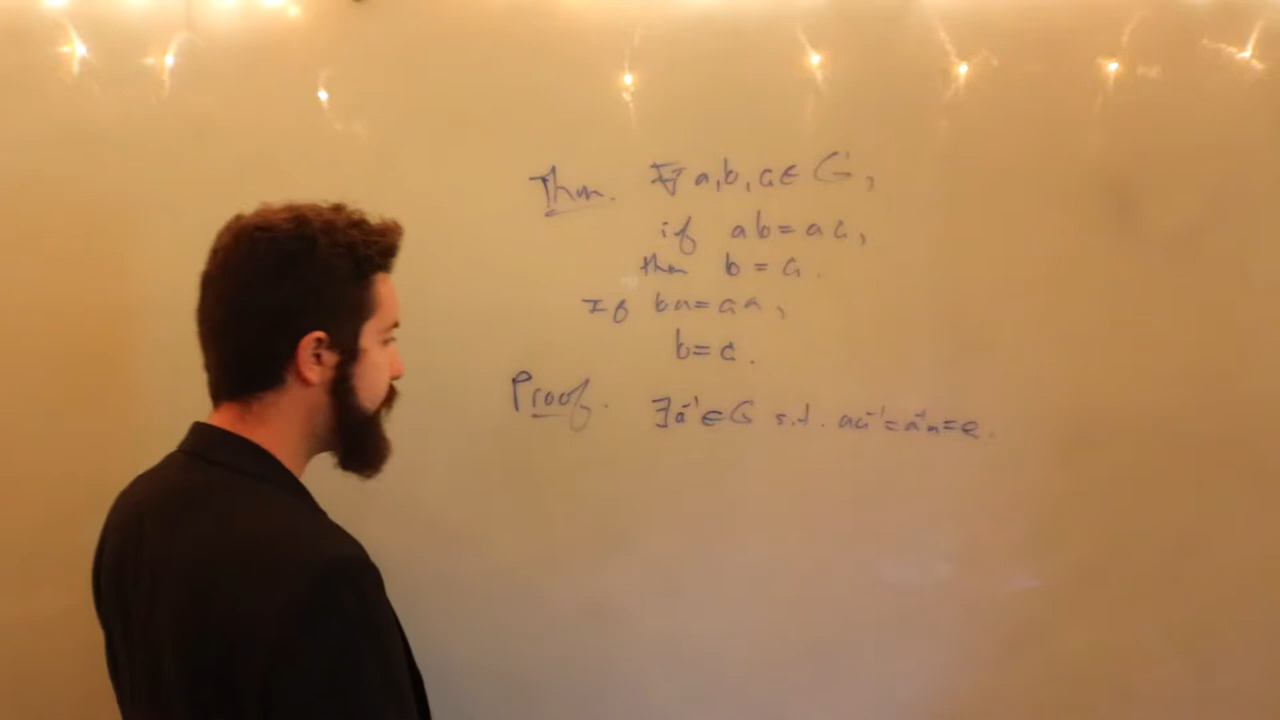 Thm. ∀ a,b,c ∈ G,
if ab = ac,
then b = c.
If ba = ca,
b = c.
Proof. ∃a⁻¹ ∈ G s.t. aa⁻¹ = a⁻¹a = e.